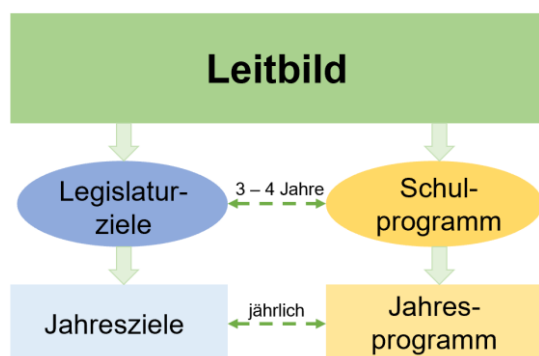 Leitbild
Legislatur-
ziele
3 – 4 Jahre
Schul-
programm
Jahresziele
jährlich
Jahres-
programm